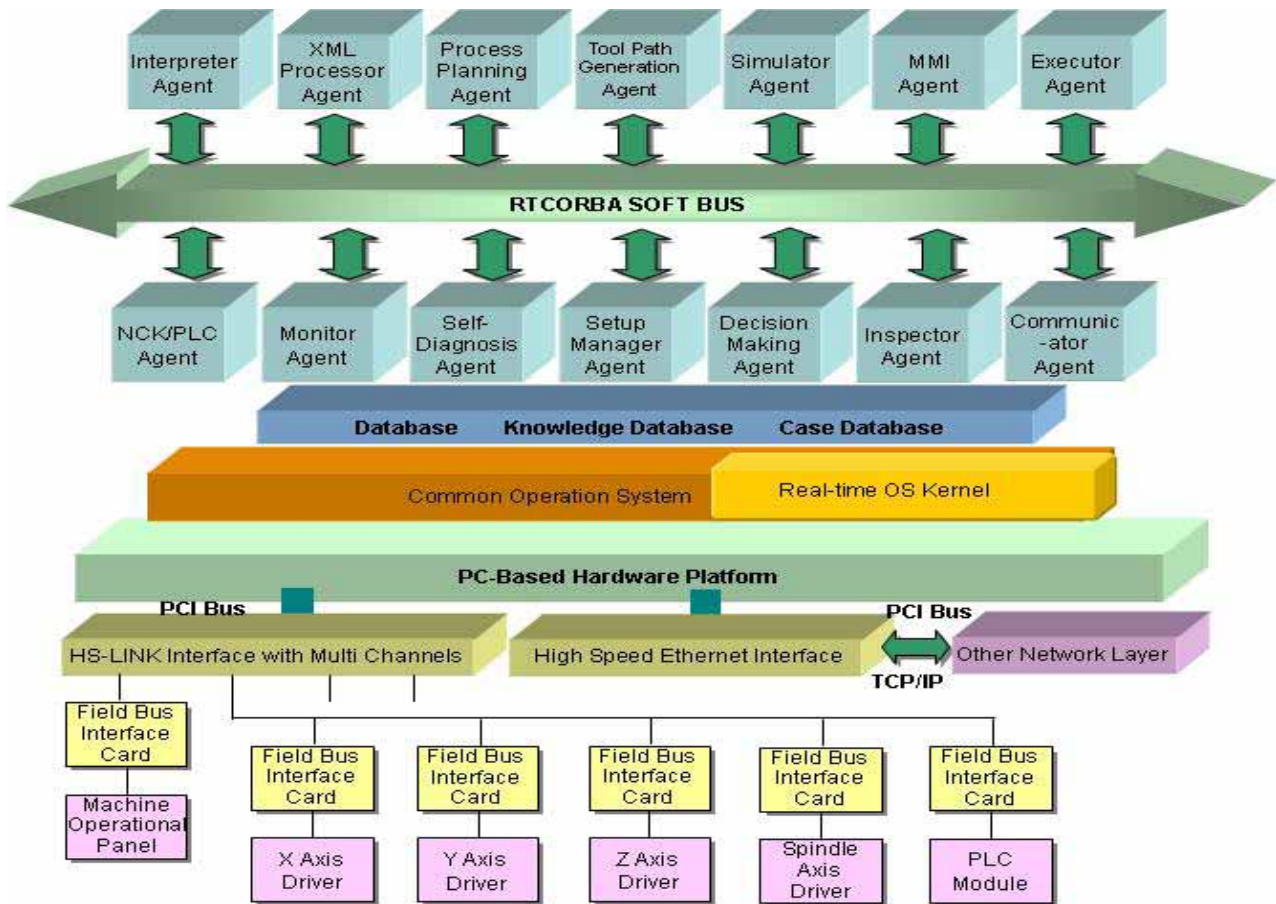 Interpreter
Agent
XML
Processor
Agent
Process
Planning
Agent
Tool Path
Generation
Agent
Simulator
Agent
MMI
Agent
Executor
Agent
RTCORBA SOFT BUS
NCK/PLC
Agent
Monitor
Agent
Self-
Diagnosis
Agent
Setup
Manager
Agent
Decision
Making
Agent
Inspector
Agent
Communic
-ator
Agent
Database Knowledge Database Case Database
Common Operation System
Real-time OS Kernel
PC-Based Hardware Platform
PCI Bus
PCI Bus
HS-LINK Interface with Multi Channels
High Speed Ethernet Interface
Other Network Layer
TCP/IP
Field Bus
Interface
Card
Machine
Operational
Panel
Field Bus
Interface
Card
Field Bus
Interface
Card
Field Bus
Interface
Card
Field Bus
Interface
Card
Field Bus
Interface
Card
X Axis
Driver
Y Axis
Driver
Z Axis
Driver
Spindle
Axis
Driver
PLC
Module